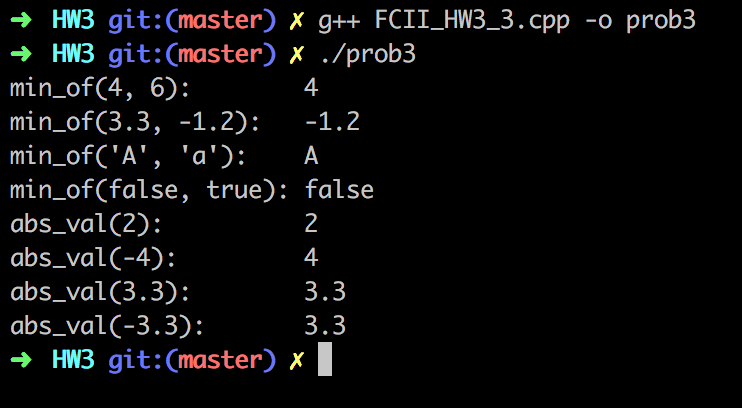 ➜ HW3 git:(master) ✗ g++ FCII_HW3_3.cpp -o prob3
➜ HW3 git:(master) ✗ ./prob3
min_of(4, 6):        4
min_of(3.3, -1.2):   -1.2
min_of('A', 'a'):    A
min_of(false, true): false
abs_val(2):          2
abs_val(-4):         4
abs_val(3.3):        3.3
abs_val(-3.3):       3.3
➜ HW3 git:(master) ✗